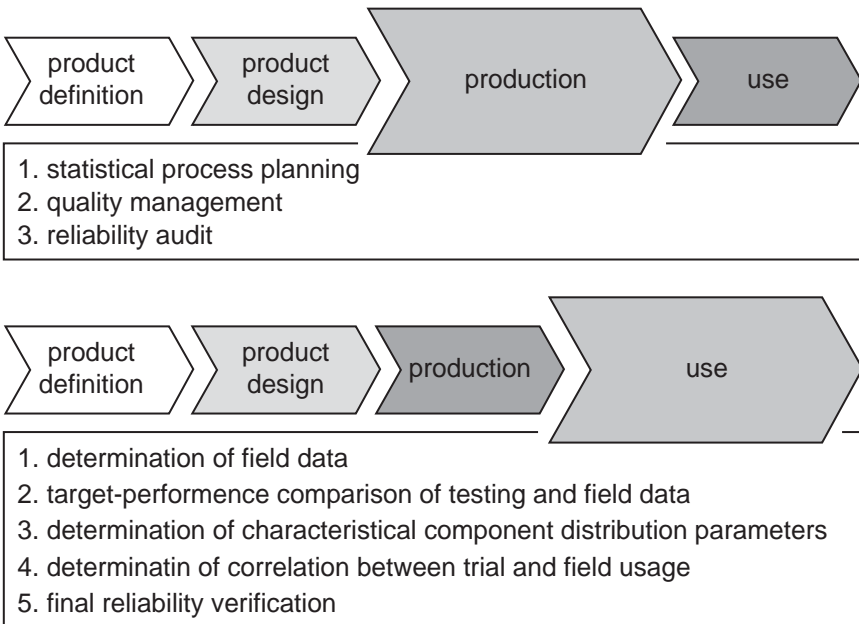 product
definition
product
design
production
use
1. statistical process planning
2. quality management
3. reliability audit
product
definition
product
design
production
use
1. determination of field data
2. target-performence comparison of testing and field data
3. determination of characteristical component distribution parameters
4. determinatin of correlation between trial and field usage
5. final reliability verification